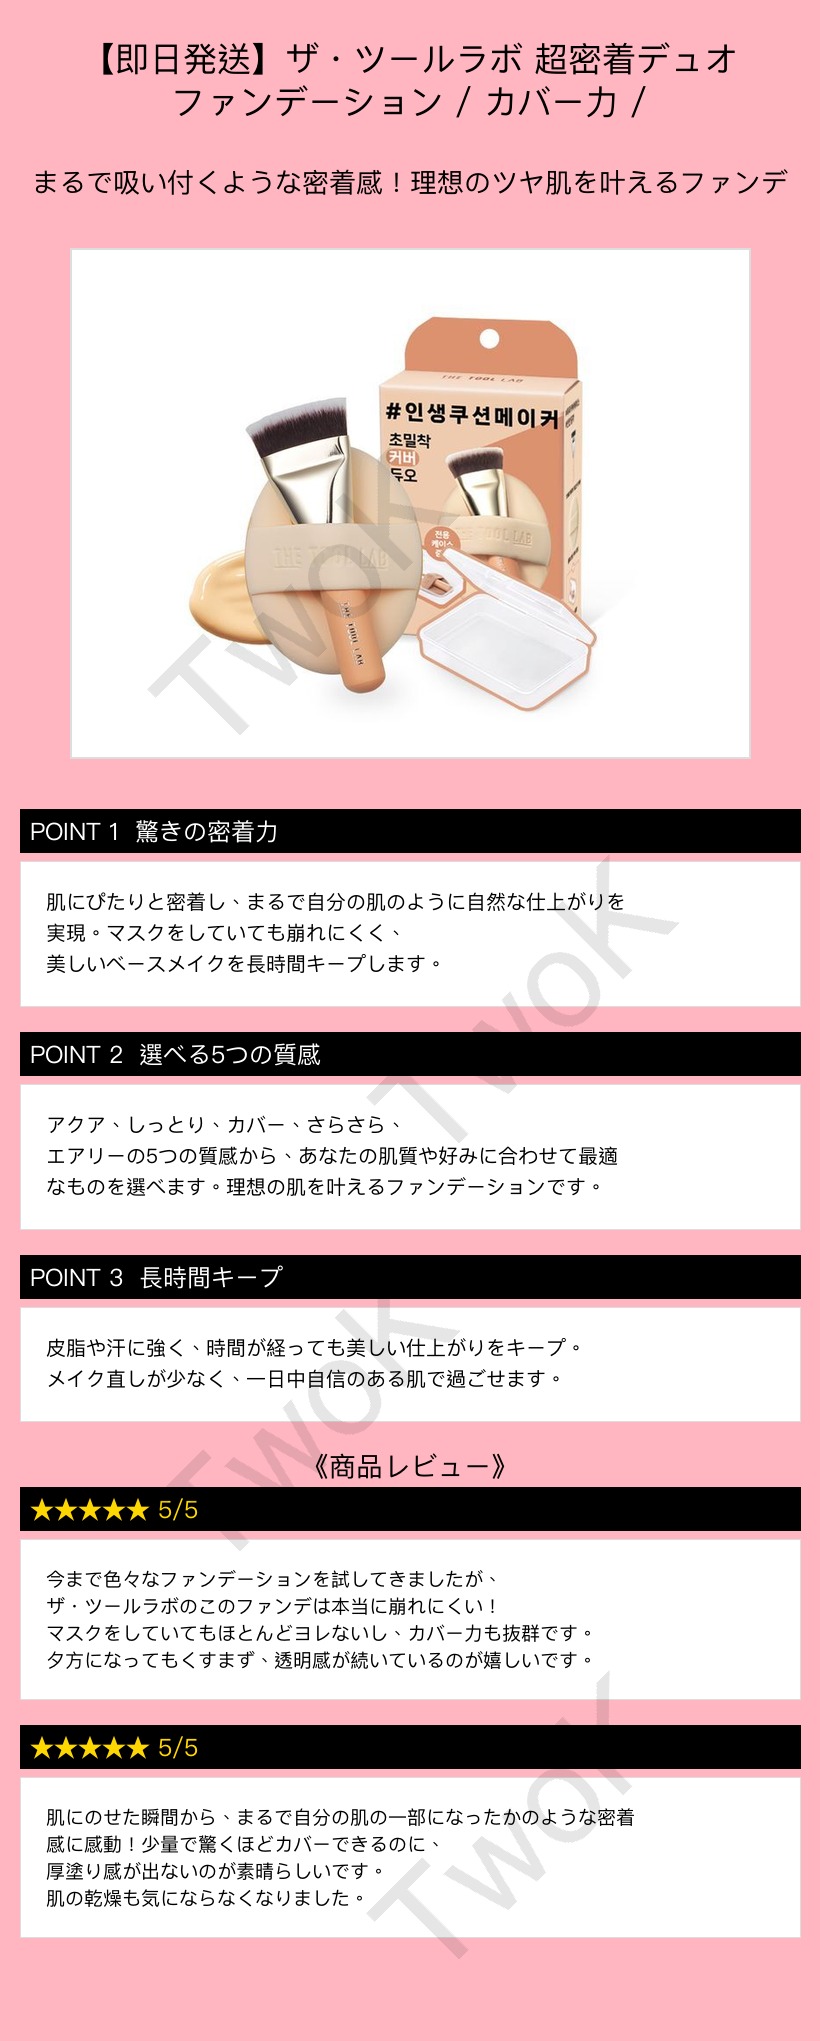 【即日発送】ザ・ツールラボ 超密着デュオ
ファンデーション / カバー力 /
まるで吸い付くような密着感！理想のツヤ肌を叶えるファンデ
THE TOOL LAB
#인생쿠션메이커
초밀착
커버
듀오
전용
케이스
THE TOOL LAB
TOOL LAB
THE TOOL LAB
TwoK
POINT 1 驚きの密着力
肌にぴたりと密着し、まるで自分の肌のように自然な仕上がりを
実現。マスクをしていても崩れにくく、
美しいベースメイクを長時間キープします。
TwoK
POINT 2 選べる5つの質感
アクア、しっとり、カバー、さらさら、
エアリーの5つの質感から、あなたの肌質や好みに合わせて最適
なものを選べます。理想の肌を叶えるファンデーションです。
POINT 3 長時間キープ
皮脂や汗に強く、時間が経っても美しい仕上がりをキープ。
メイク直しが少なく、一日中自信のある肌で過ごせます。
TwoK
《商品レビュー》
★★★★★ 5/5
今まで色々なファンデーションを試してきましたが、
ザ・ツールラボのこのファンデは本当に崩れにくい！
マスクをしていてもほとんどヨレないし、カバー力も抜群です。
夕方になってもくすまず、透明感が続いているのが嬉しいです。
★★★★★ 5/5
肌にのせた瞬間から、まるで自分の肌の一部になったかのような密着
感に感動！少量で驚くほどカバーできるのに、
厚塗り感が出ないのが素晴らしいです。
肌の乾燥も気にならなくなりました。
TwoK